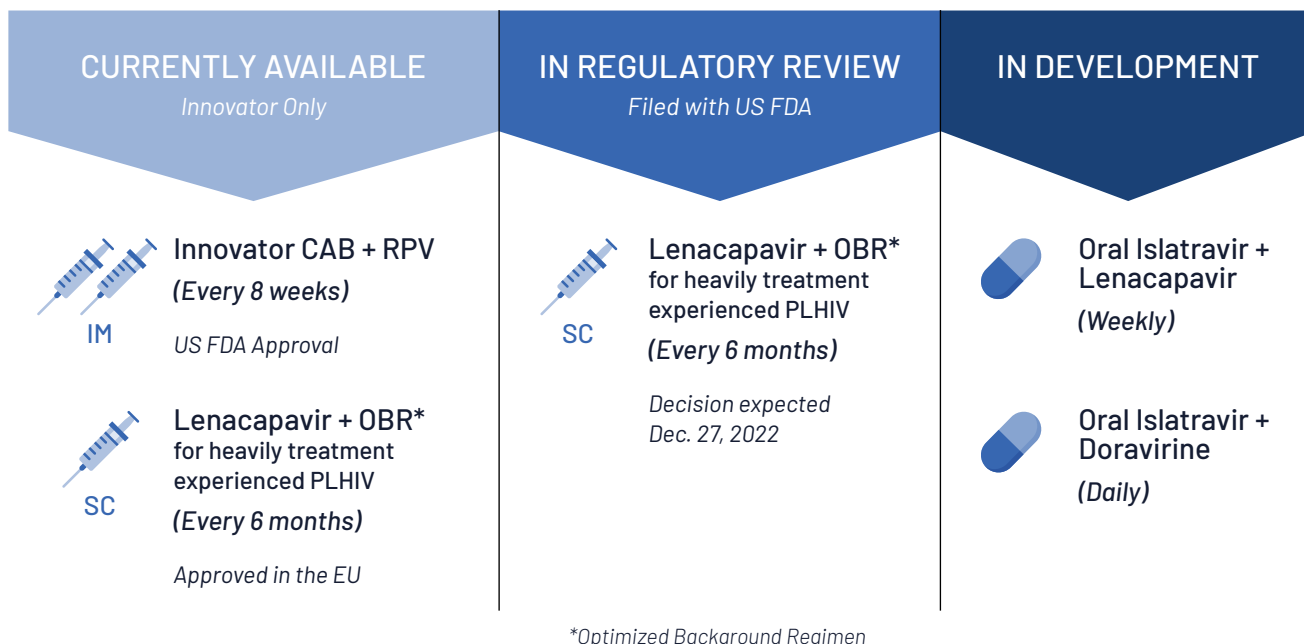 CURRENTLY AVAILABLE
Innovator Only
Innovator CAB + RPV
(Every 8 weeks)
IM
US FDA Approval
Lenacapavir + OBR*
for heavily treatment
experienced PLHIV
SC
(Every 6 months)
Approved in the EU
IN REGULATORY REVIEW
Filed with US FDA
Lenacapavir + OBR*
for heavily treatment
experienced PLHIV
SC
(Every 6 months)
Decision expected
Dec. 27, 2022
IN DEVELOPMENT
Oral Islatravir +
Lenacapavir
(Weekly)
Oral Islatravir +
Doravirine
(Daily)
*Optimized Background Regimen